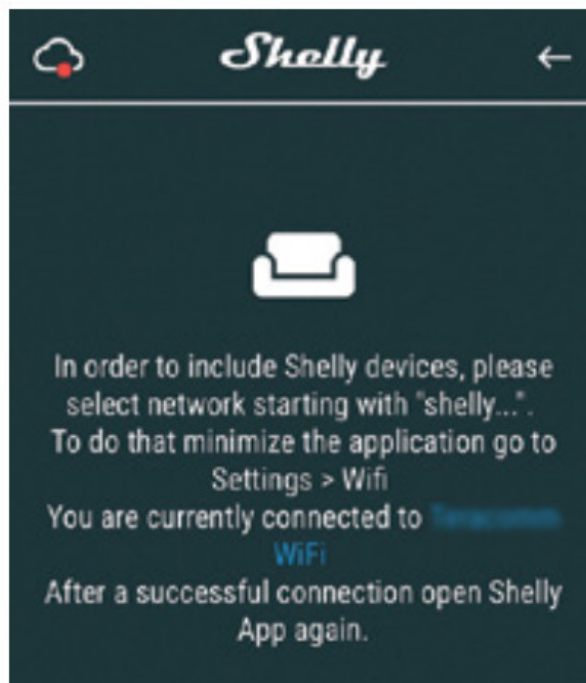 Shelly
In order to include Shelly devices, please
select network starting with "shelly...".
To do that minimize the application go to
Settings > Wifi
You are currently connected to
WiFi
After a successful connection open Shelly
App again.